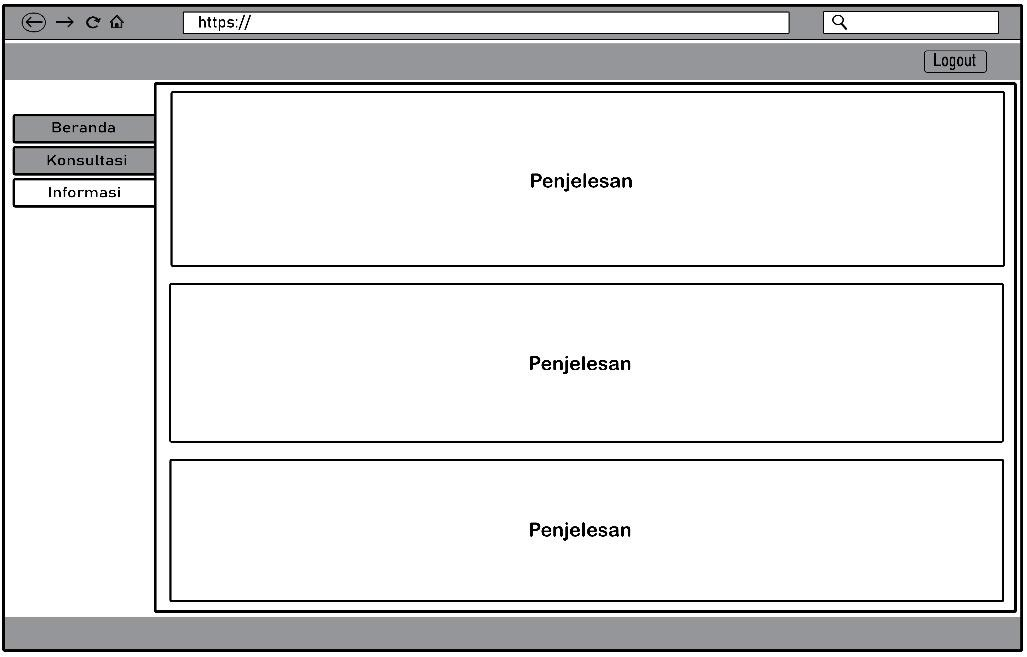 https://
Logout
Beranda
Konsultasi
Informasi
Penjelesan
Penjelesan
Penjelesan